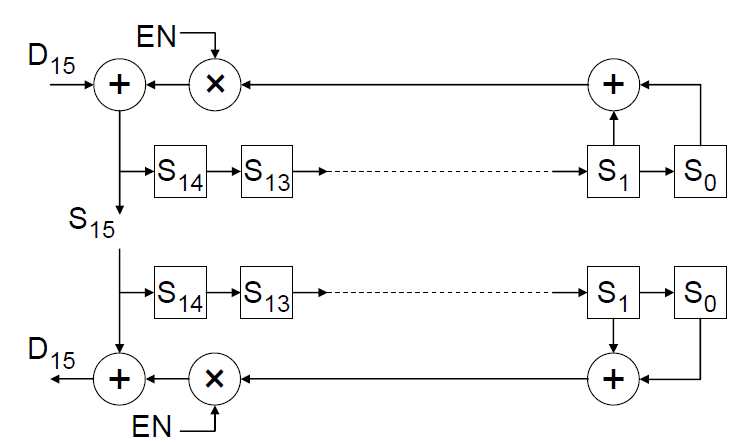 EN
D15
+ × +
S14 S13 S1 S0
S15
S14 S13 S1 S0
D15
+ × +
EN